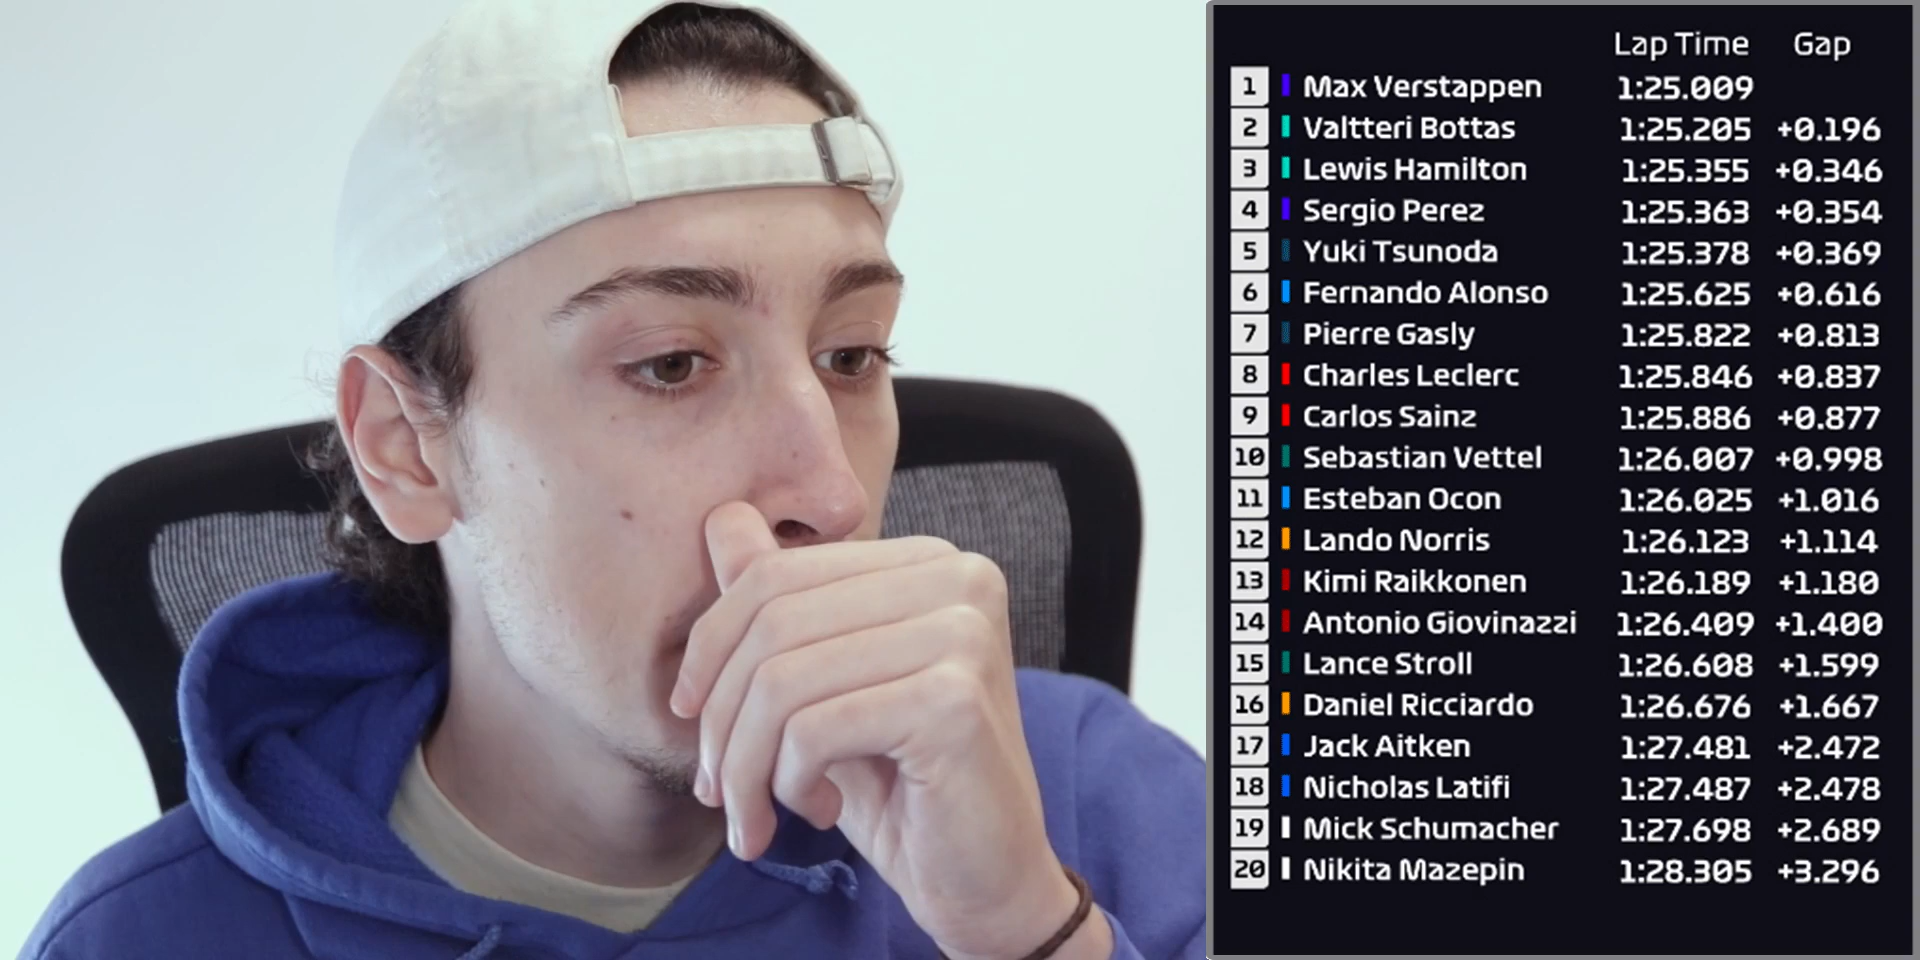 Lap Time Gap
1 Max Verstappen 1:25.009
2 Valtteri Bottas 1:25.205 +0.196
3 Lewis Hamilton 1:25.355 +0.346
4 Sergio Perez 1:25.363 +0.354
5 Yuki Tsunoda 1:25.378 +0.369
6 Fernando Alonso 1:25.625 +0.616
7 Pierre Gasly 1:25.822 +0.813
8 Charles Leclerc 1:25.846 +0.837
9 Carlos Sainz 1:25.886 +0.877
10 Sebastian Vettel 1:26.007 +0.998
11 Esteban Ocon 1:26.025 +1.016
12 Lando Norris 1:26.123 +1.114
13 Kimi Raikkonen 1:26.189 +1.180
14 Antonio Giovinazzi 1:26.409 +1.400
15 Lance Stroll 1:26.608 +1.599
16 Daniel Ricciardo 1:26.676 +1.667
17 Jack Aitken 1:27.481 +2.472
18 Nicholas Latifi 1:27.487 +2.478
19 Mick Schumacher 1:27.698 +2.689
20 Nikita Mazepin 1:28.305 +3.296